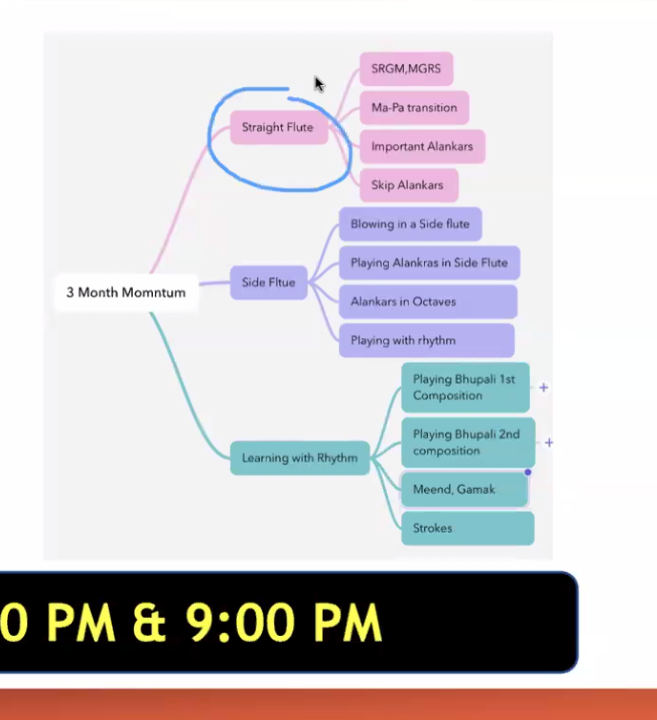 SRGM,MGRS
Straight Flute
Ma-Pa transition
Important Alankars
Skip Alankars
Blowing in a Side flute
Playing Alankras in Side Flute
Side Fltue
Alankars in Octaves
3 Month Momntum
Playing with rhythm
Playing Bhupali 1st
Composition
Playing Bhupali 2nd
composition
Learning with Rhythm
Meend, Gamak
Strokes
0 PM & 9:00 PM